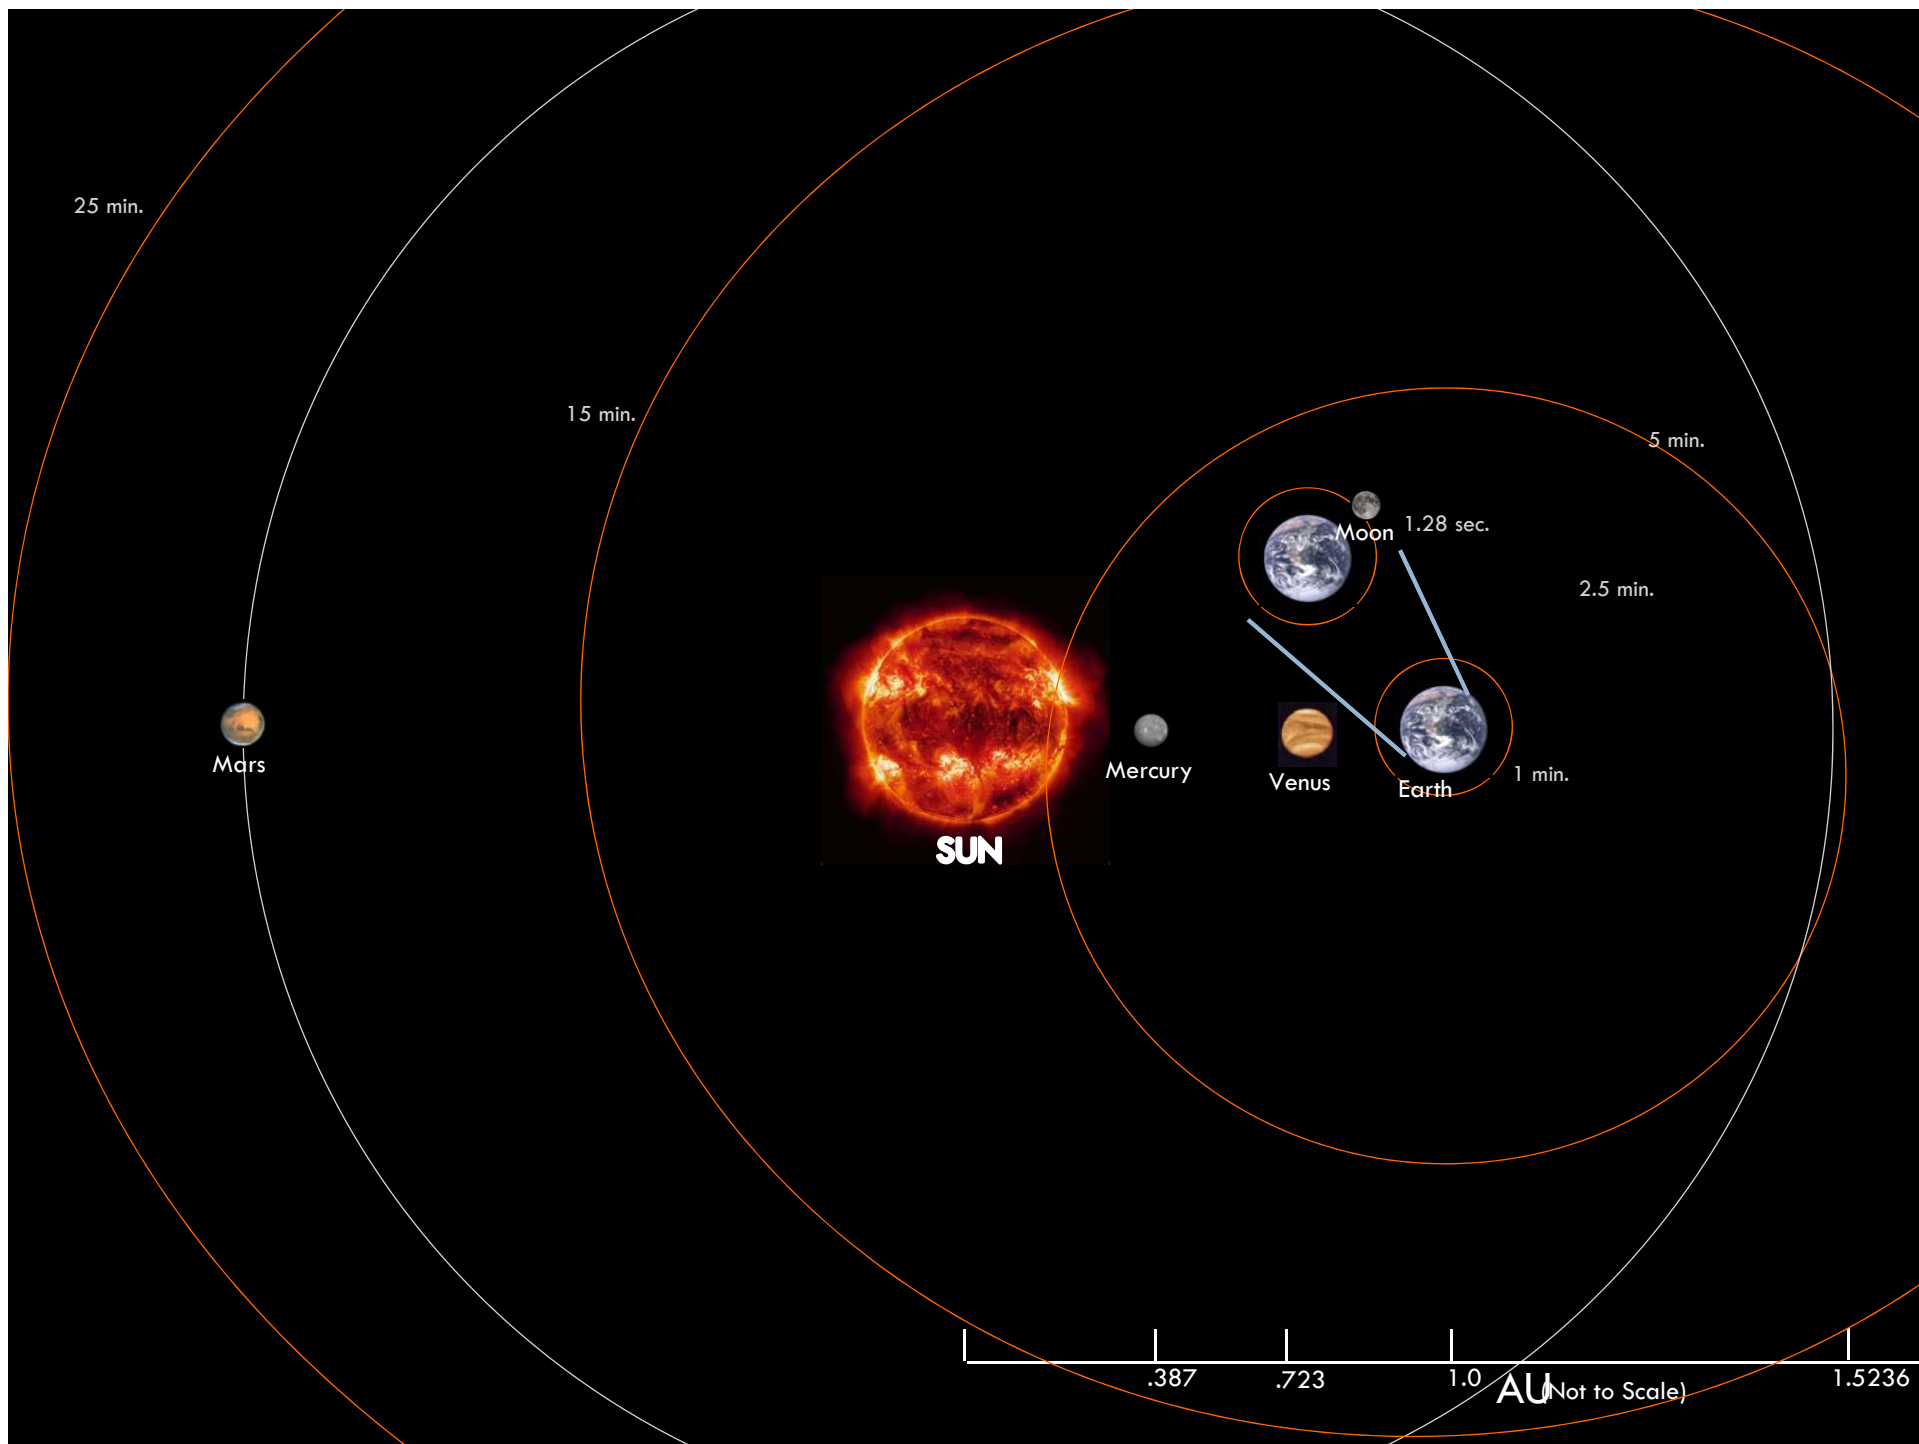 25 min.
15 min.
5 min.
Moon
1.28 sec.
2.5 min.
Mars
Mercury
Venus
Earth
1 min.
SUN
.387
.723
1.0
1.5236
AU
(Not to Scale)